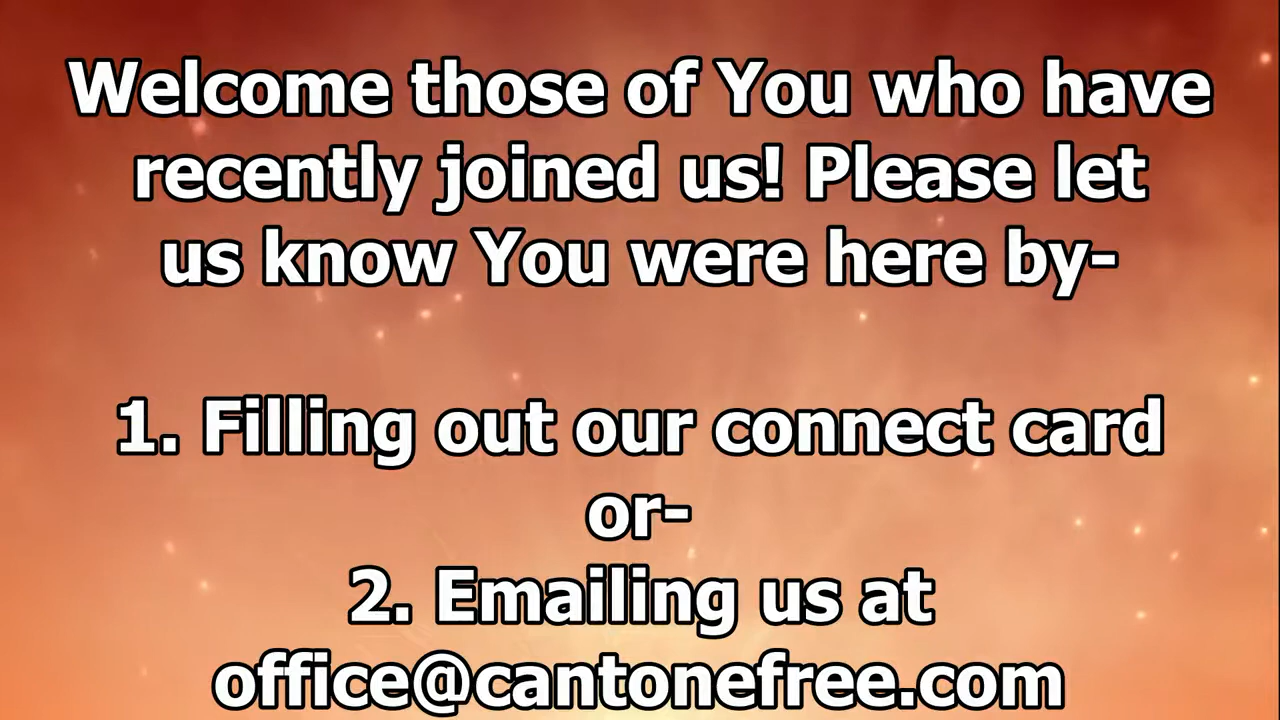 Welcome those of You who have
recently joined us! Please let
us know You were here by-
1. Filling out our connect card
or-
2. Emailing us at
office@cantonefree.com